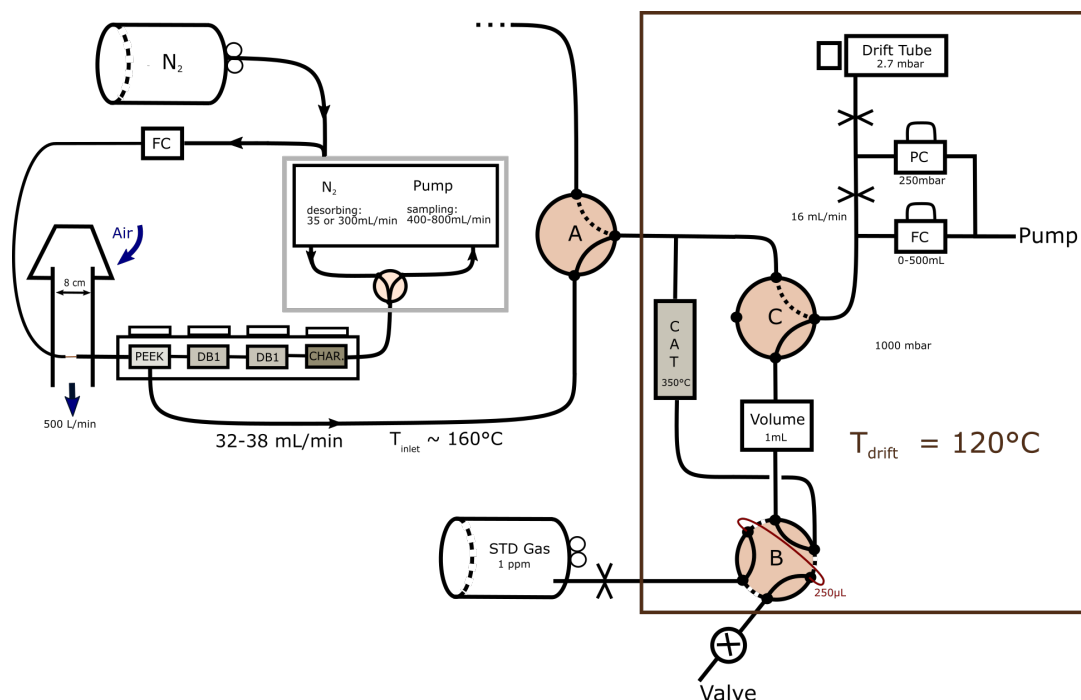 N₂
FC
N₂
desorbing:
35 or 300mL/min
Pump
sampling:
400-800mL/min
Air
8 cm
500 L/min
PEEK
DB1
DB1
CHAR.
32-38 mL/min
T inlet ~ 160°C
A
Drift Tube
2.7 mbar
PC
250mbar
16 mL/min
FC
0-500mL
Pump
C
1000 mbar
CAT
350°C
Volume
1mL
T drift = 120°C
STD Gas
1 ppm
B
250µL
Valve